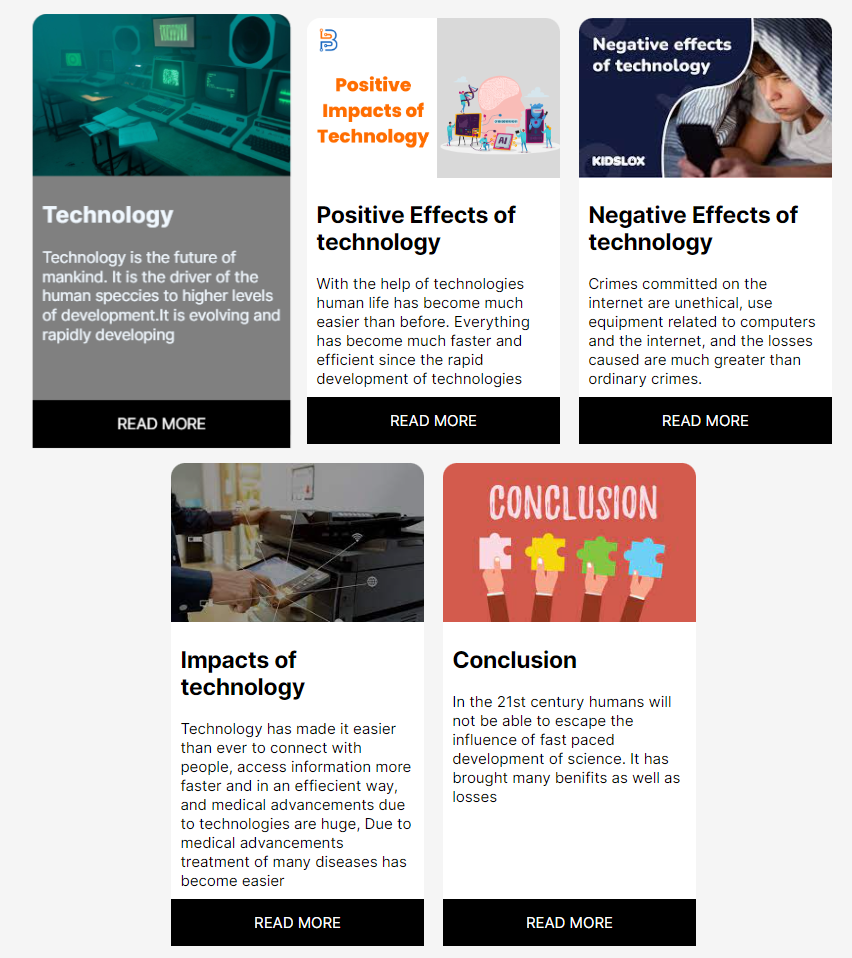 Technology
Technology is the future of
mankind. It is the driver of the
human speccies to higher levels
of development.It is evolving and
rapidly developing
READ MORE
Positive
Impacts of
Technology
AI
Positive Effects of
technology
With the help of technologies
human life has become much
easier than before. Everything
has become much faster and
efficient since the rapid
development of technologies
READ MORE
Negative effects
of technology
KIDSLOX
Negative Effects of
technology
Crimes committed on the
internet are unethical, use
equipment related to computers
and the internet, and the losses
caused are much greater than
ordinary crimes.
READ MORE
Impacts of
technology
Technology has made it easier
than ever to connect with
people, access information more
faster and in an effiecient way,
and medical advancements due
to technologies are huge, Due to
medical advancements
treatment of many diseases has
become easier
READ MORE
CONCLUSION
Conclusion
In the 21st century humans will
not be able to escape the
influence of fast paced
development of science. It has
brought many benifits as well as
losses
READ MORE